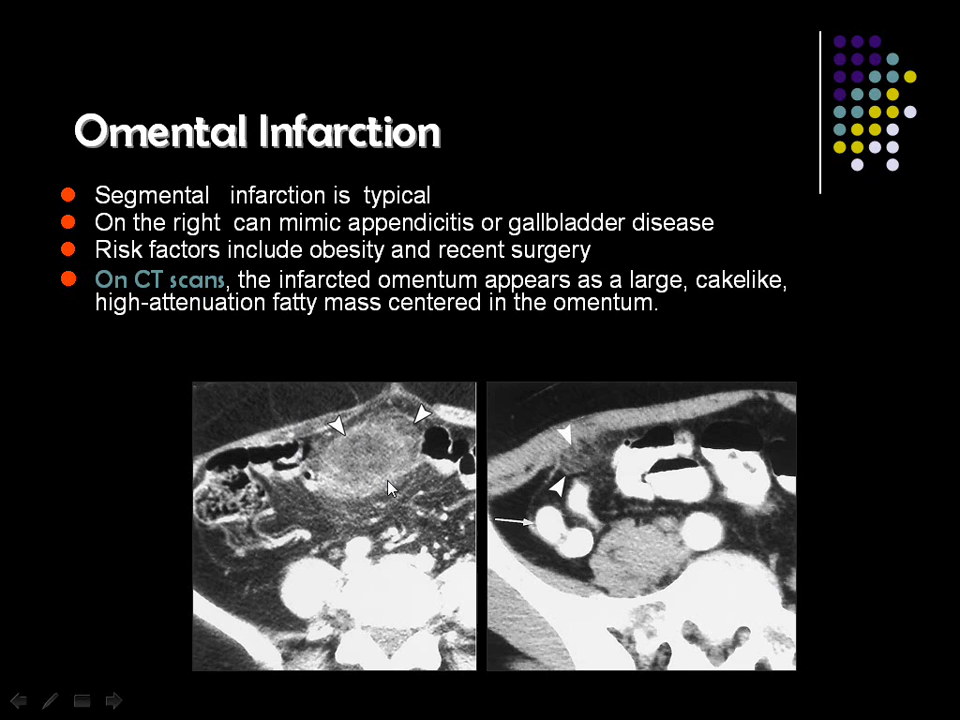 Omental Infarction
Segmental infarction is typical
On the right can mimic appendicitis or gallbladder disease
Risk factors include obesity and recent surgery
On CT scans, the infarcted omentum appears as a large, cakelike,
high-attenuation fatty mass centered in the omentum.